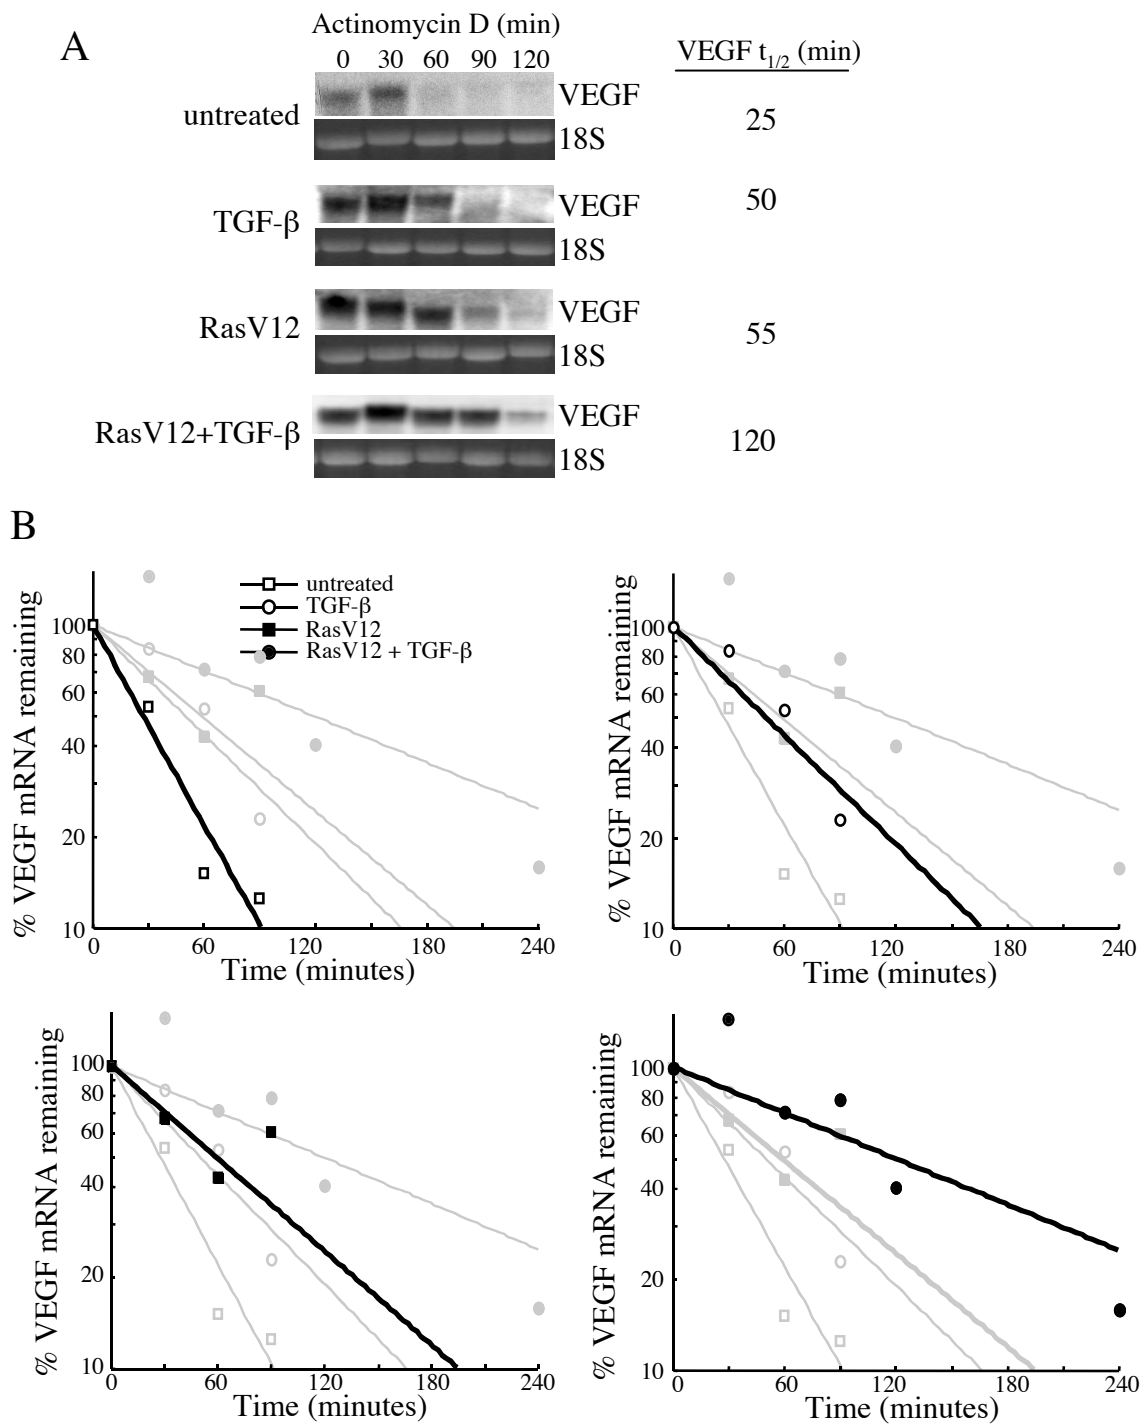 A
Actinomycin D (min)
0 30 60 90 120
VEGF t1/2 (min)
untreated
VEGF
18S
25
TGF-β
VEGF
18S
50
RasV12
VEGF
18S
55
RasV12+TGF-β
VEGF
18S
120
B
untreated
TGF-β
RasV12
RasV12 + TGF-β
% VEGF mRNA remaining
100
80
60
40
20
10
0 60 120 180 240
Time (minutes)
% VEGF mRNA remaining
100
80
60
40
20
10
0 60 120 180 240
Time (minutes)
% VEGF mRNA remaining
100
80
60
40
20
10
0 60 120 180 240
Time (minutes)
% VEGF mRNA remaining
100
80
60
40
20
10
0 60 120 180 240
Time (minutes)